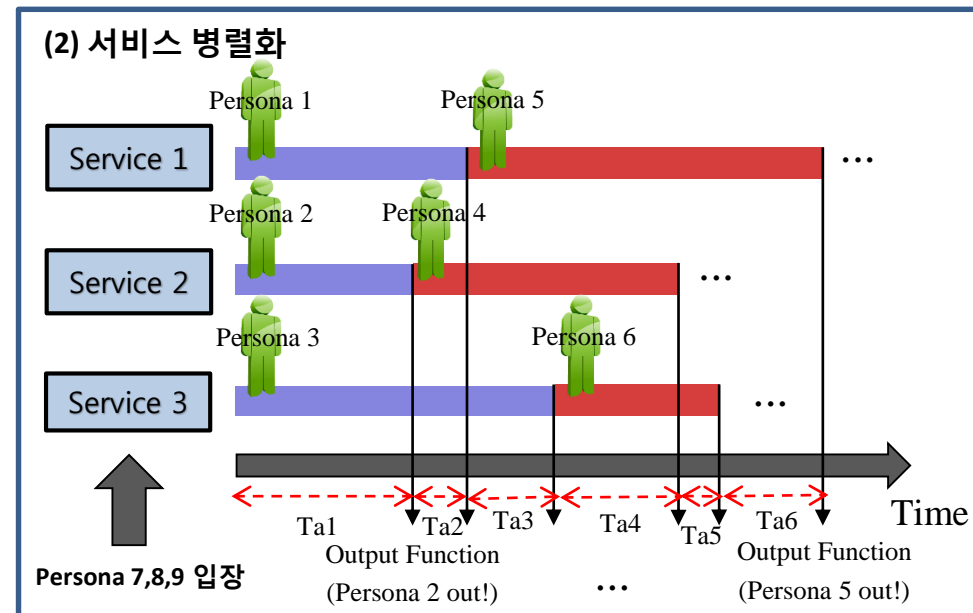 (2) 서비스 병렬화
Persona 1
Persona 5
Service 1
...
Persona 2
Persona 4
Service 2
...
Persona 3
Persona 6
Service 3
...
Time
Ta1
Ta2
Ta3
Ta4
Ta5
Ta6
Output Function
(Persona 2 out!)
...
Output Function
(Persona 5 out!)
Persona 7,8,9 입장